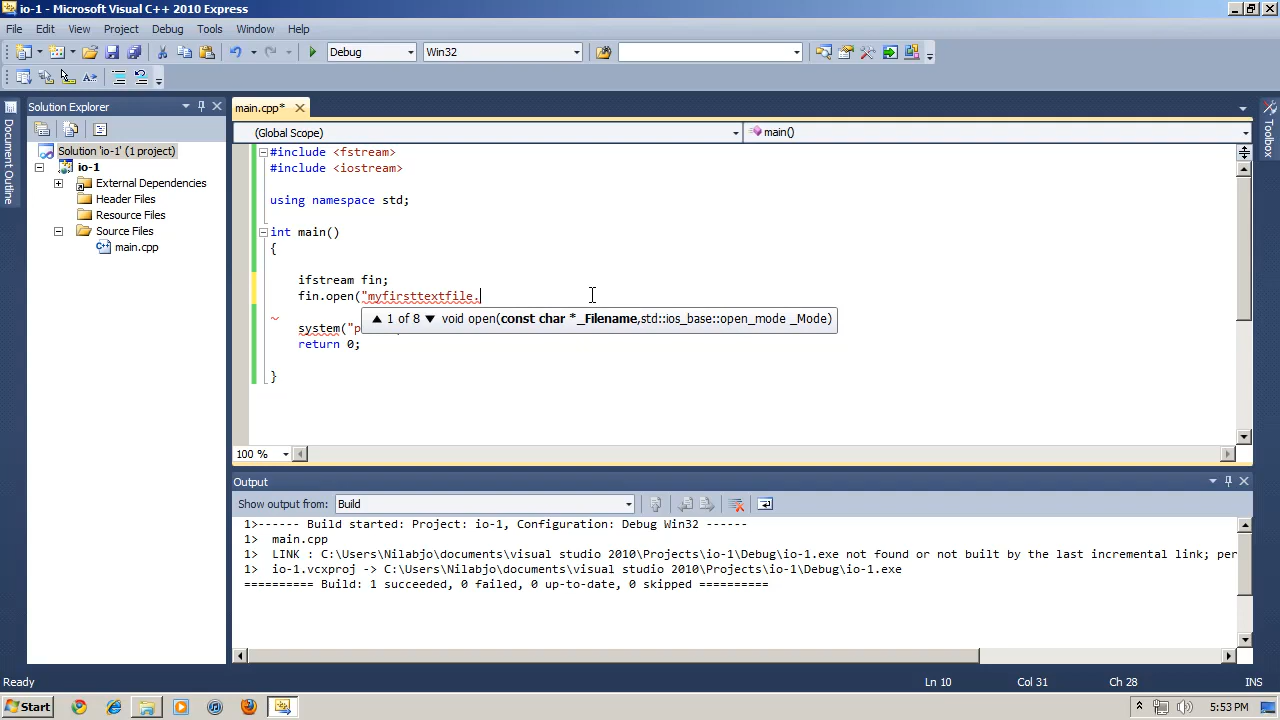 io-1 - Microsoft Visual C++ 2010 Express
File Edit View Project Debug Tools Window Help
Debug Win32
Solution Explorer
main.cpp*
Document Outline
Toolbox
(Global Scope) main()
Solution 'io-1' (1 project)
io-1
External Dependencies
Header Files
Resource Files
Source Files
main.cpp
#include <fstream>
#include <iostream>
using namespace std;
int main()
{
ifstream fin;
fin.open("myfirsttextfile.
1 of 8 void open(const char *_Filename,std::ios_base::open_mode _Mode)
system("p
return 0;
}
100 %
Output
Show output from: Build
1>------ Build started: Project: io-1, Configuration: Debug Win32 ------
1> main.cpp
1> LINK : C:\Users\Nilabjo\documents\visual studio 2010\Projects\io-1\Debug\io-1.exe not found or not built by the last incremental link; per
1> io-1.vcxproj -> C:\Users\Nilabjo\documents\visual studio 2010\Projects\io-1\Debug\io-1.exe
========== Build: 1 succeeded, 0 failed, 0 up-to-date, 0 skipped ==========
Ready Ln 10 Col 31 Ch 28 INS
Start 5:53 PM